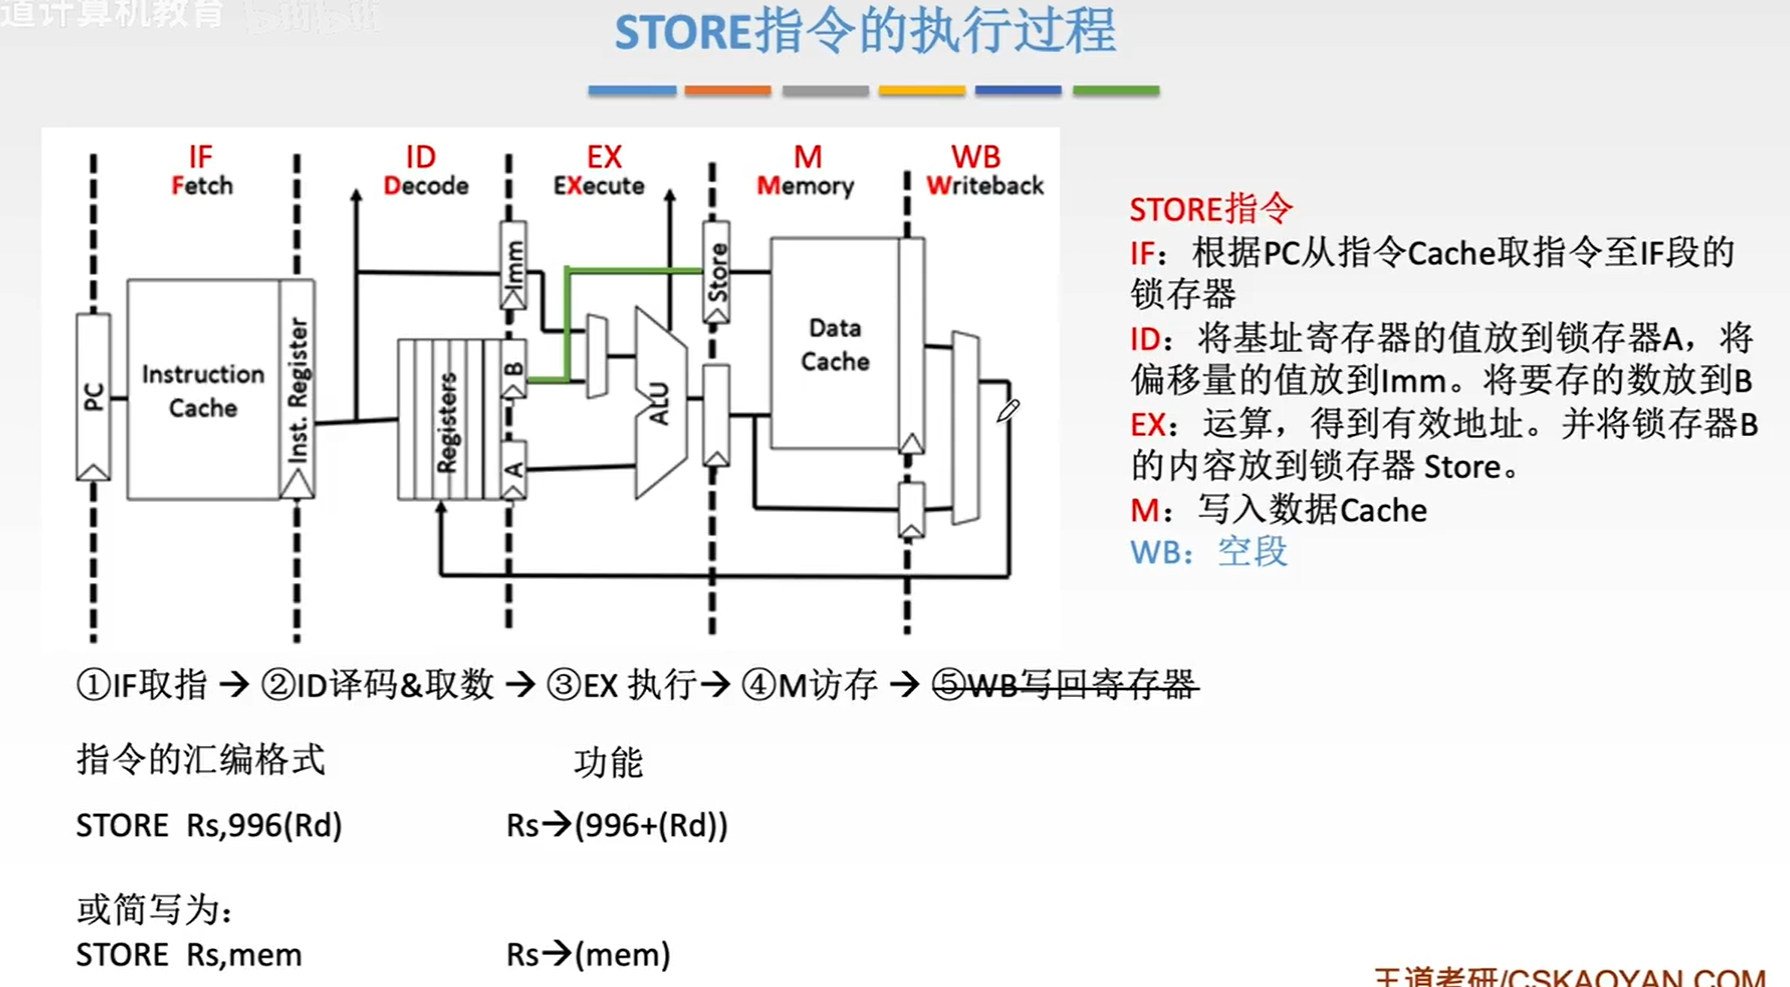 道计算机教育 bilibili
STORE指令的执行过程
IF
Fetch
ID
Decode
EX
EXecute
M
Memory
WB
Writeback
PC
Instruction
Cache
Inst. Register
Registers
Imm
B
A
ALU
Store
Data
Cache
STORE指令
IF：根据PC从指令Cache取指令至IF段的
锁存器
ID：将基址寄存器的值放到锁存器A，将
偏移量的值放到Imm。将要存的数放到B
EX：运算，得到有效地址。并将锁存器B
的内容放到锁存器 Store。
M：写入数据Cache
WB：空段
①IF取指 → ②ID译码&取数 → ③EX 执行→ ④M访存 → ⑤WB写回寄存器
指令的汇编格式 功能
STORE Rs,996(Rd) Rs→(996+(Rd))
或简写为：
STORE Rs,mem Rs→(mem)
王道考研/CSKAOYAN.COM